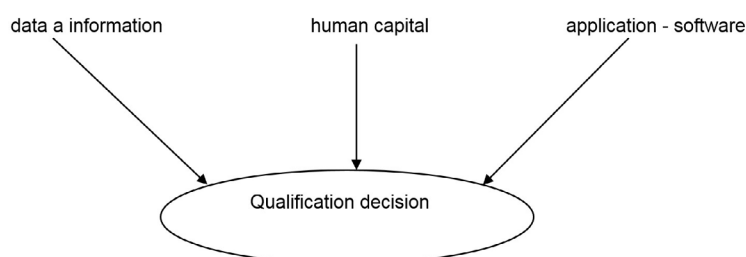 data a information
human capital
application - software
Qualification decision